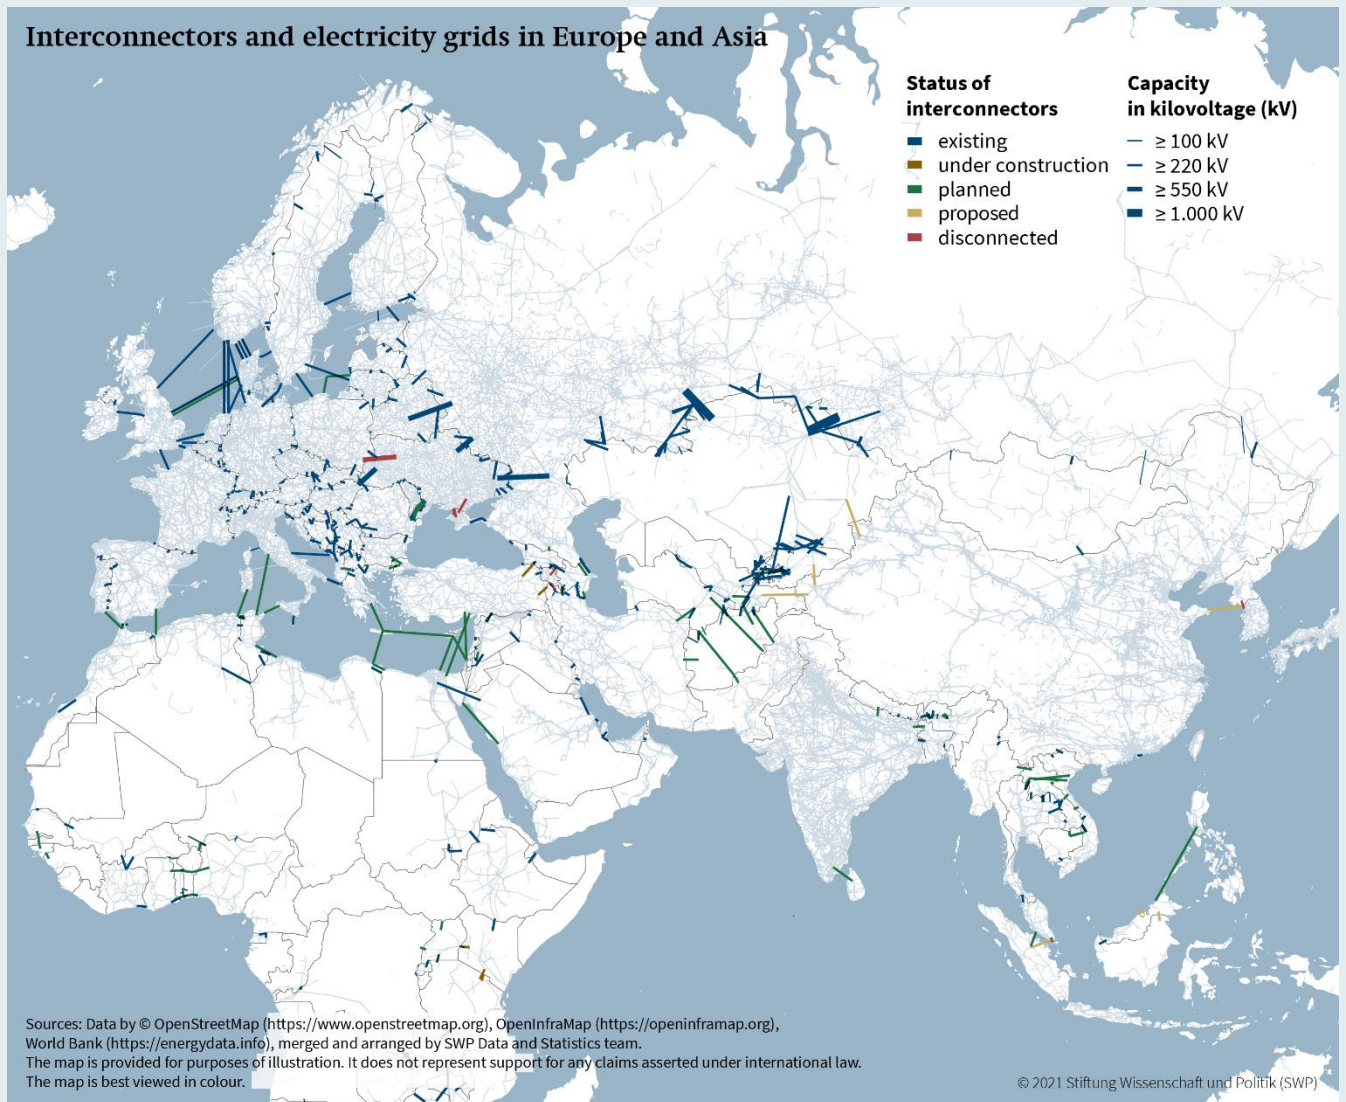 Interconnectors and electricity grids in Europe and Asia
Status of
interconnectors
existing
under construction
planned
proposed
disconnected
Capacity
in kilovoltage (kV)
≥ 100 kV
≥ 220 kV
≥ 550 kV
≥ 1.000 kV
Sources: Data by © OpenStreetMap (https://www.openstreetmap.org), OpenInfraMap (https://openinframap.org),
World Bank (https://energydata.info), merged and arranged by SWP Data and Statistics team.
The map is provided for purposes of illustration. It does not represent support for any claims asserted under international law.
The map is best viewed in colour.
© 2021 Stiftung Wissenschaft und Politik (SWP)